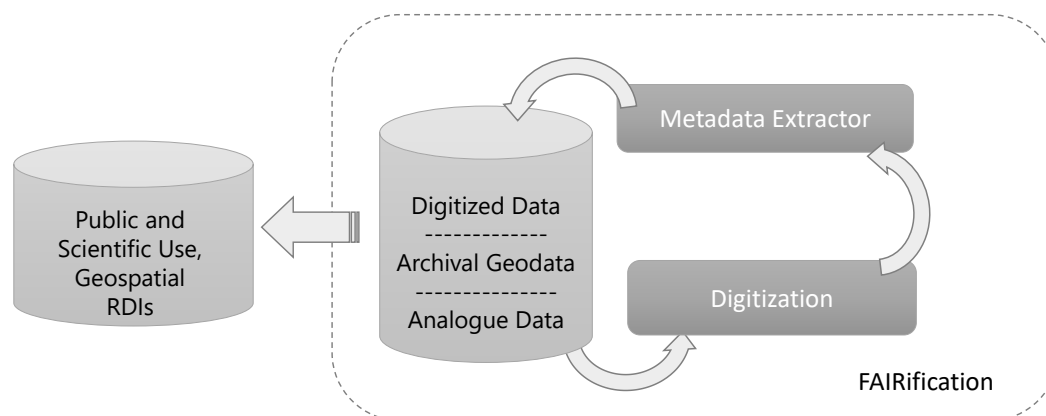 Public and
Scientific Use,
Geospatial
RDIs
Digitized Data
-------------
Archival Geodata
---------------
Analogue Data
Metadata Extractor
Digitization
FAIRification